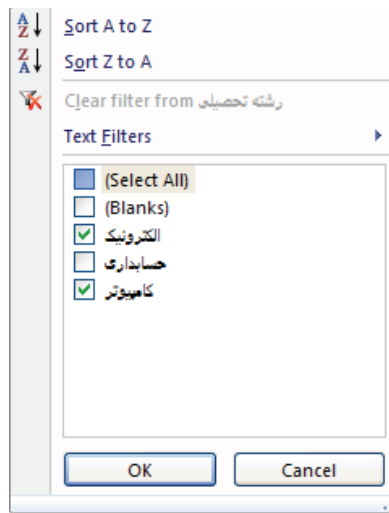 Sort A to Z
Sort Z to A
Clear filter from رشته تحصیلی
Text Filters
(Select All)
(Blanks)
الکترونیک
حسابداری
کامپیوتر
OK
Cancel